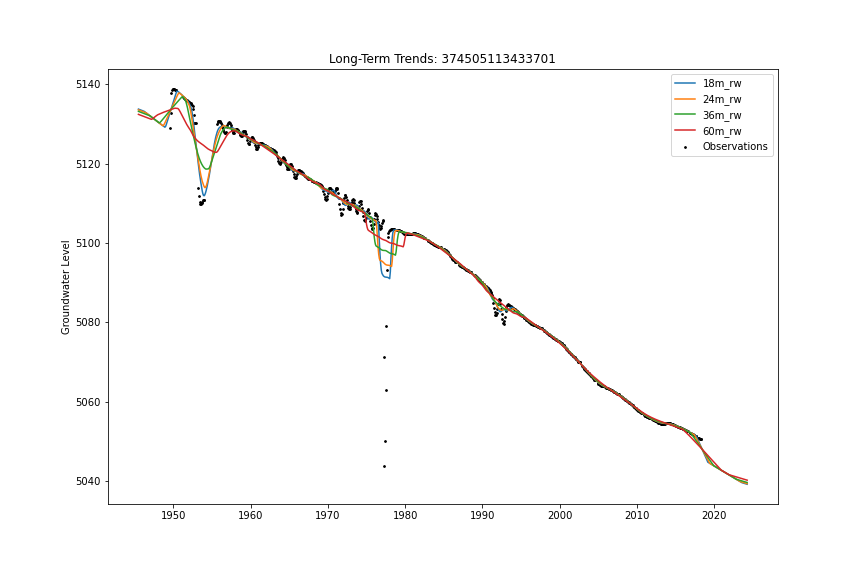 Long-Term Trends: 374505113433701
18m_rw
24m_rw
36m_rw
60m_rw
Observations
Groundwater Level
5140
5120
5100
5080
5060
5040
1950 1960 1970 1980 1990 2000 2010 2020